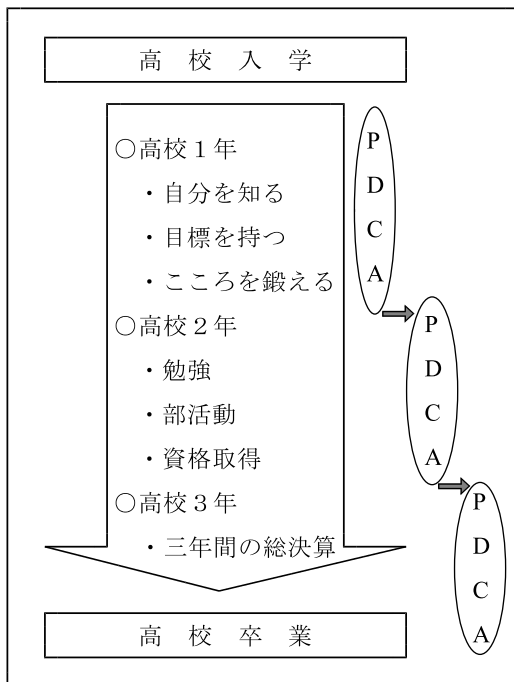 高校入学
○高校１年
・自分を知る
・目標を持つ
・こころを鍛える
○高校２年
・勉強
・部活動
・資格取得
○高校３年
・三年間の総決算
高校卒業
P
D
C
A
P
D
C
A
P
D
C
A